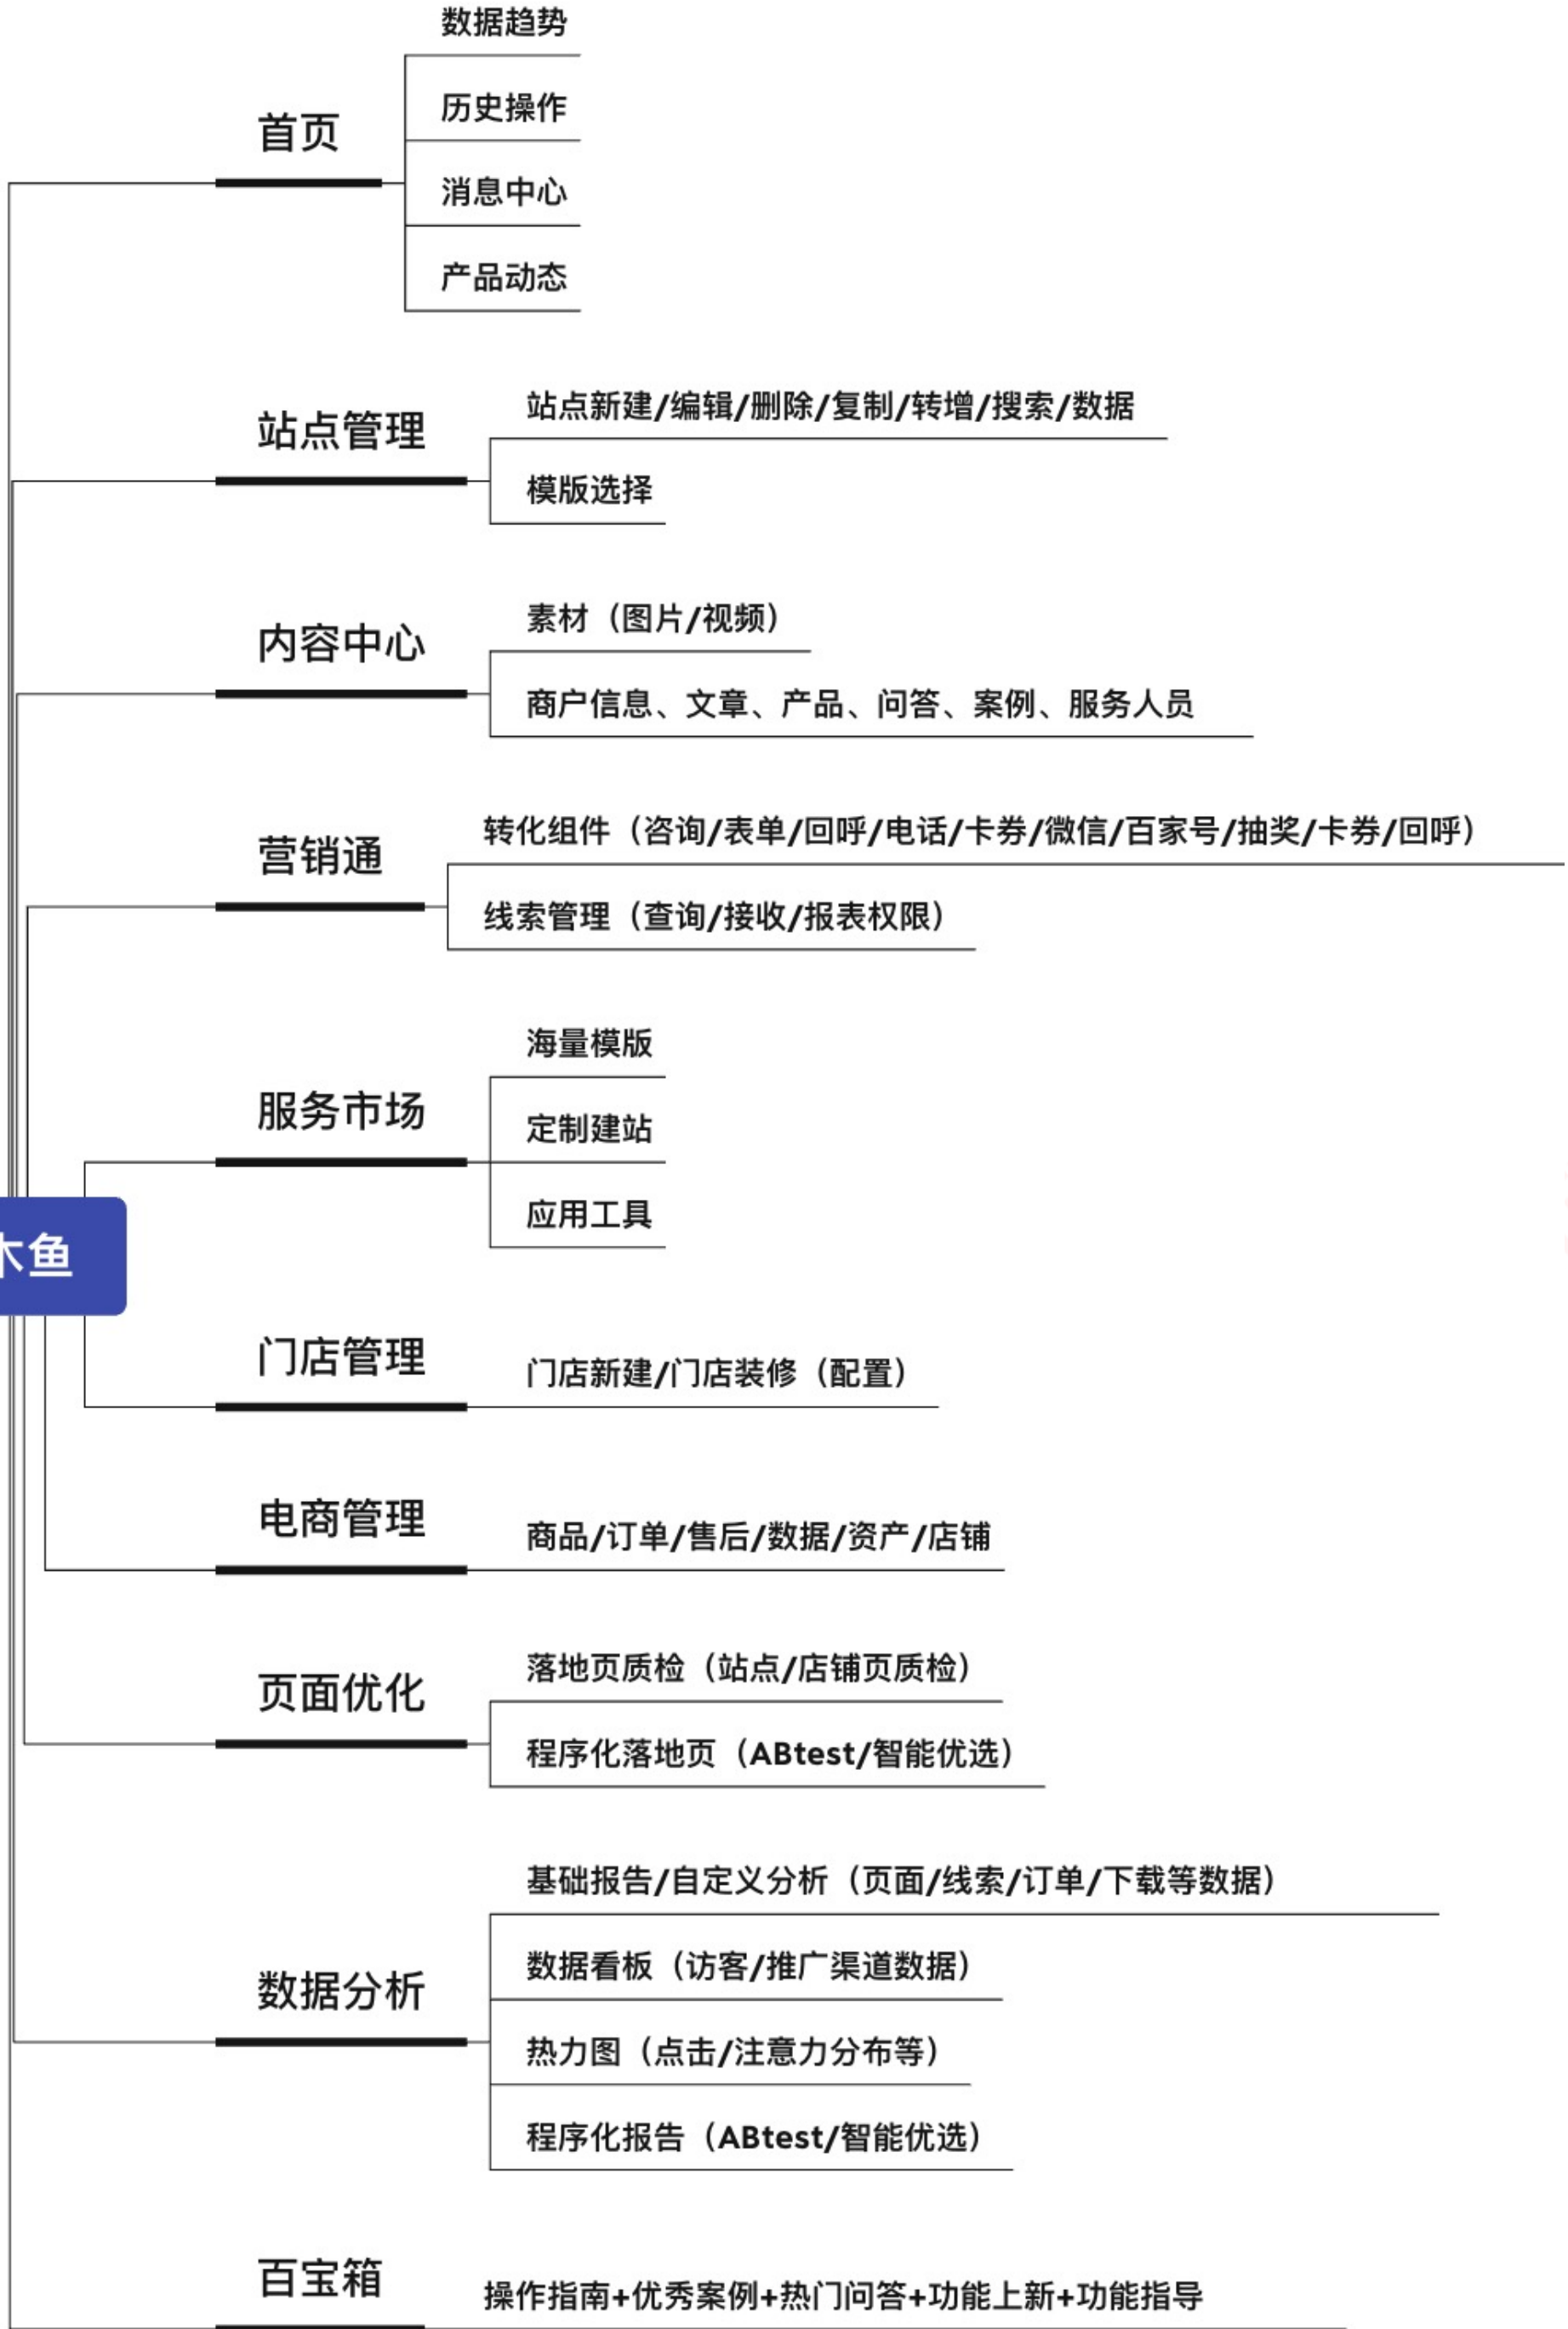 数据趋势
历史操作
首页
消息中心
产品动态
站点新建/编辑/删除/复制/转增/搜索/数据
站点管理
模版选择
素材（图片/视频）
内容中心
商户信息、文章、产品、问答、案例、服务人员
转化组件（咨询/表单/回呼/电话/卡券/微信/百家号/抽奖/卡券/回呼）
营销通
线索管理（查询/接收/报表权限）
海量模版
服务市场
定制建站
应用工具
木鱼
门店管理
门店新建/门店装修（配置）
电商管理
商品/订单/售后/数据/资产/店铺
落地页质检（站点/店铺页质检）
页面优化
程序化落地页（ABtest/智能优选）
基础报告/自定义分析（页面/线索/订单/下载等数据）
数据看板（访客/推广渠道数据）
数据分析
热力图（点击/注意力分布等）
程序化报告（ABtest/智能优选）
百宝箱
操作指南+优秀案例+热门问答+功能上新+功能指导